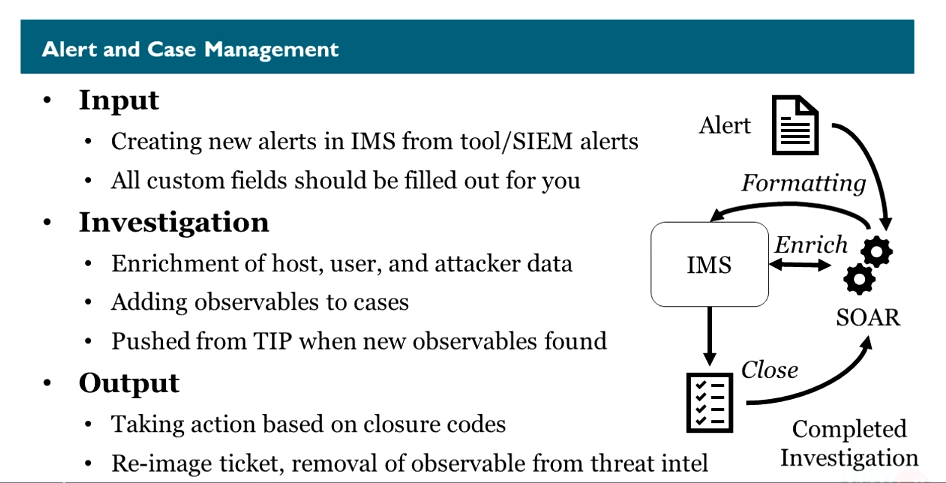 Alert and Case Management
• Input
• Creating new alerts in IMS from tool/SIEM alerts
• All custom fields should be filled out for you
• Investigation
• Enrichment of host, user, and attacker data
• Adding observables to cases
• Pushed from TIP when new observables found
• Output
• Taking action based on closure codes
• Re-image ticket, removal of observable from threat intel
Alert
Formatting
Enrich
IMS
SOAR
Close
Completed
Investigation